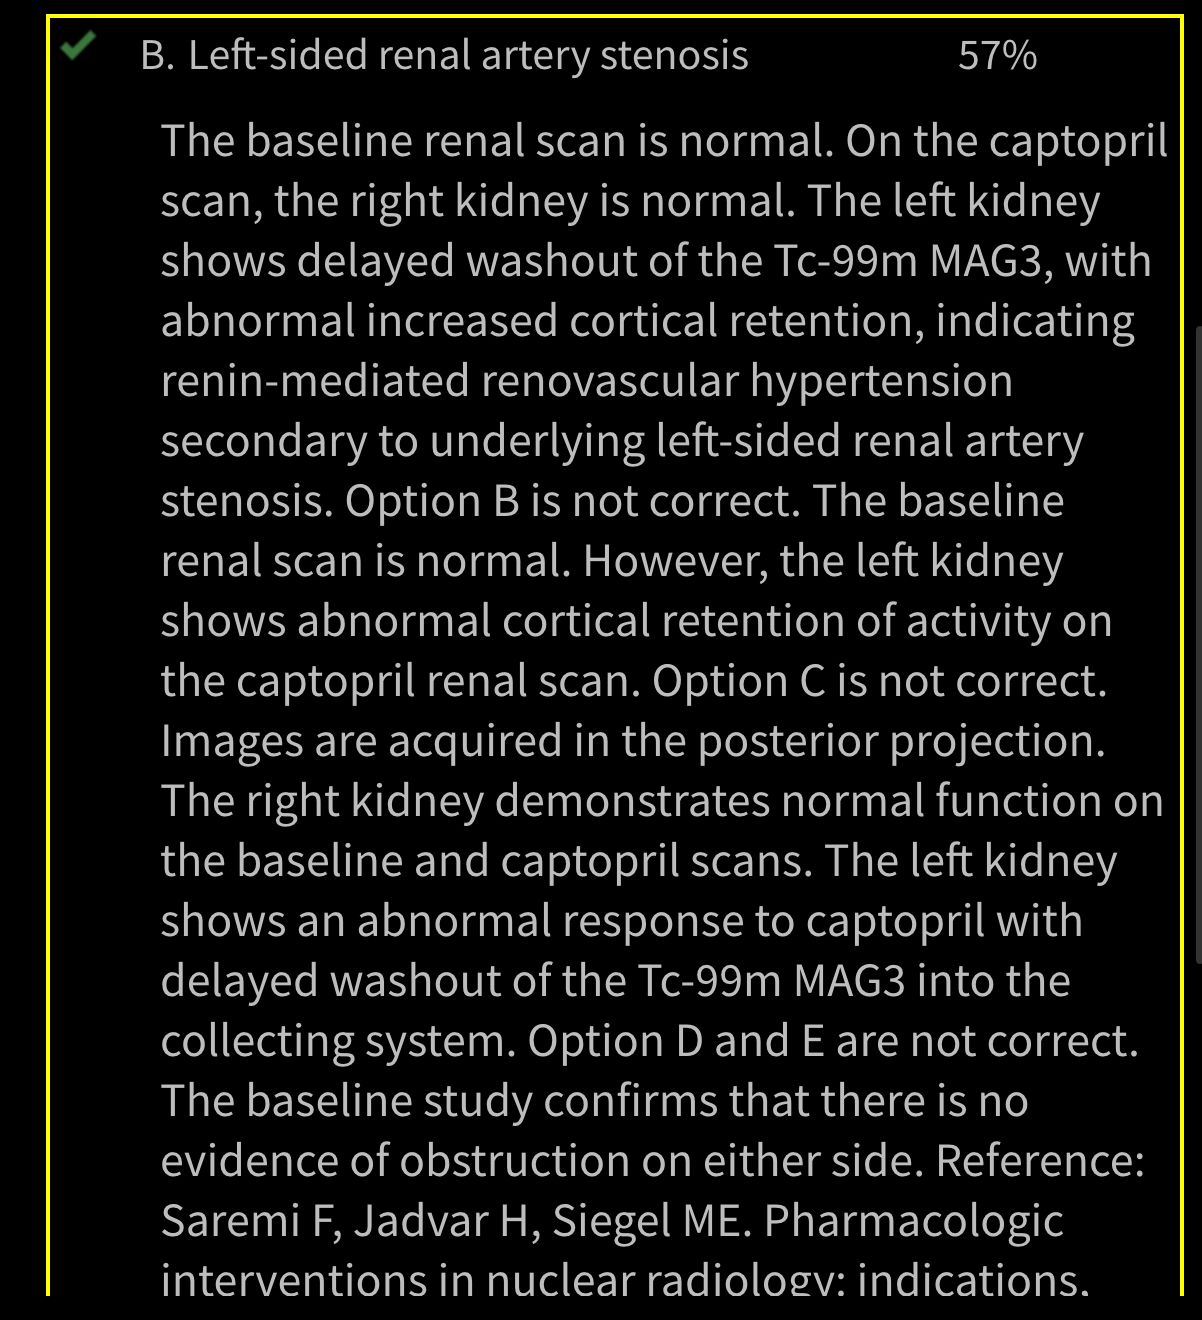 B. Left-sided renal artery stenosis 57%
The baseline renal scan is normal. On the captopril
scan, the right kidney is normal. The left kidney
shows delayed washout of the Tc-99m MAG3, with
abnormal increased cortical retention, indicating
renin-mediated renovascular hypertension
secondary to underlying left-sided renal artery
stenosis. Option B is not correct. The baseline
renal scan is normal. However, the left kidney
shows abnormal cortical retention of activity on
the captopril renal scan. Option C is not correct.
Images are acquired in the posterior projection.
The right kidney demonstrates normal function on
the baseline and captopril scans. The left kidney
shows an abnormal response to captopril with
delayed washout of the Tc-99m MAG3 into the
collecting system. Option D and E are not correct.
The baseline study confirms that there is no
evidence of obstruction on either side. Reference:
Saremi F, Jadvar H, Siegel ME. Pharmacologic
interventions in nuclear radiology: indications,